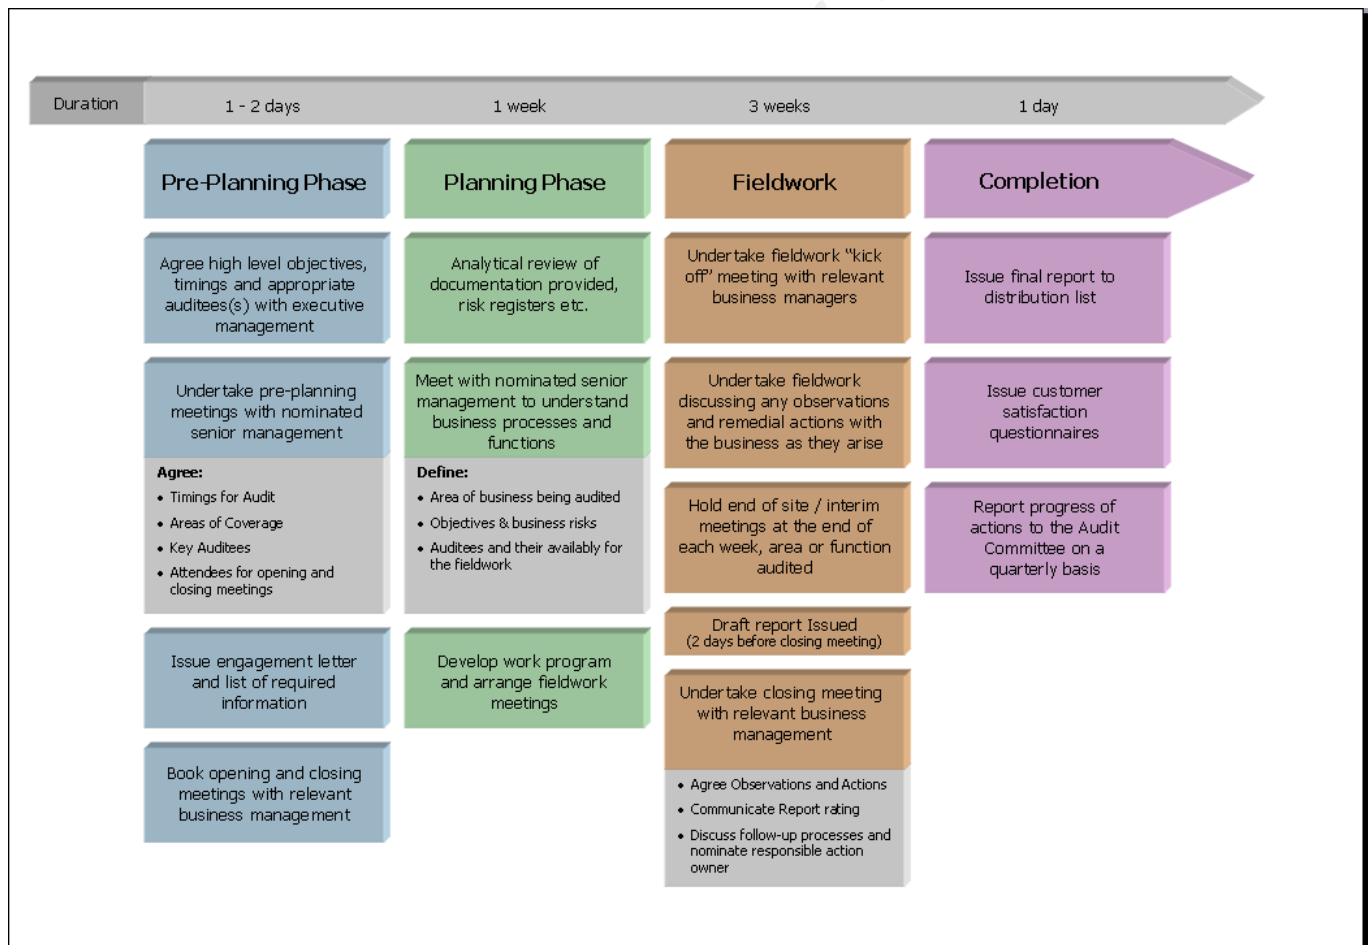 Duration
1 - 2 days
1 week
3 weeks
1 day
Pre-Planning Phase
Planning Phase
Fieldwork
Completion
Agree high level objectives,
timings and appropriate
auditees(s) with executive
management
Undertake pre-planning
meetings with nominated
senior management
Agree:
• Timings for Audit
• Areas of Coverage
• Key Auditees
• Attendees for opening and
closing meetings
Issue engagement letter
and list of required
information
Book opening and closing
meetings with relevant
business management
Analytical review of
documentation provided,
risk registers etc.
Meet with nominated senior
management to understand
business processes and
functions
Define:
• Area of business being audited
• Objectives & business risks
• Auditees and their availably for
the fieldwork
Develop work program
and arrange fieldwork
meetings
Undertake fieldwork “kick
off” meeting with relevant
business managers
Undertake fieldwork
discussing any observations
and remedial actions with
the business as they arise
Hold end of site / interim
meetings at the end of
each week, area or function
audited
Draft report Issued
(2 days before closing meeting)
Undertake closing meeting
with relevant business
management
• Agree Observations and Actions
• Communicate Report rating
• Discuss follow-up processes and
nominate responsible action
owner
Issue final report to
distribution list
Issue customer
satisfaction
questionnaires
Report progress of
actions to the Audit
Committee on a
quarterly basis